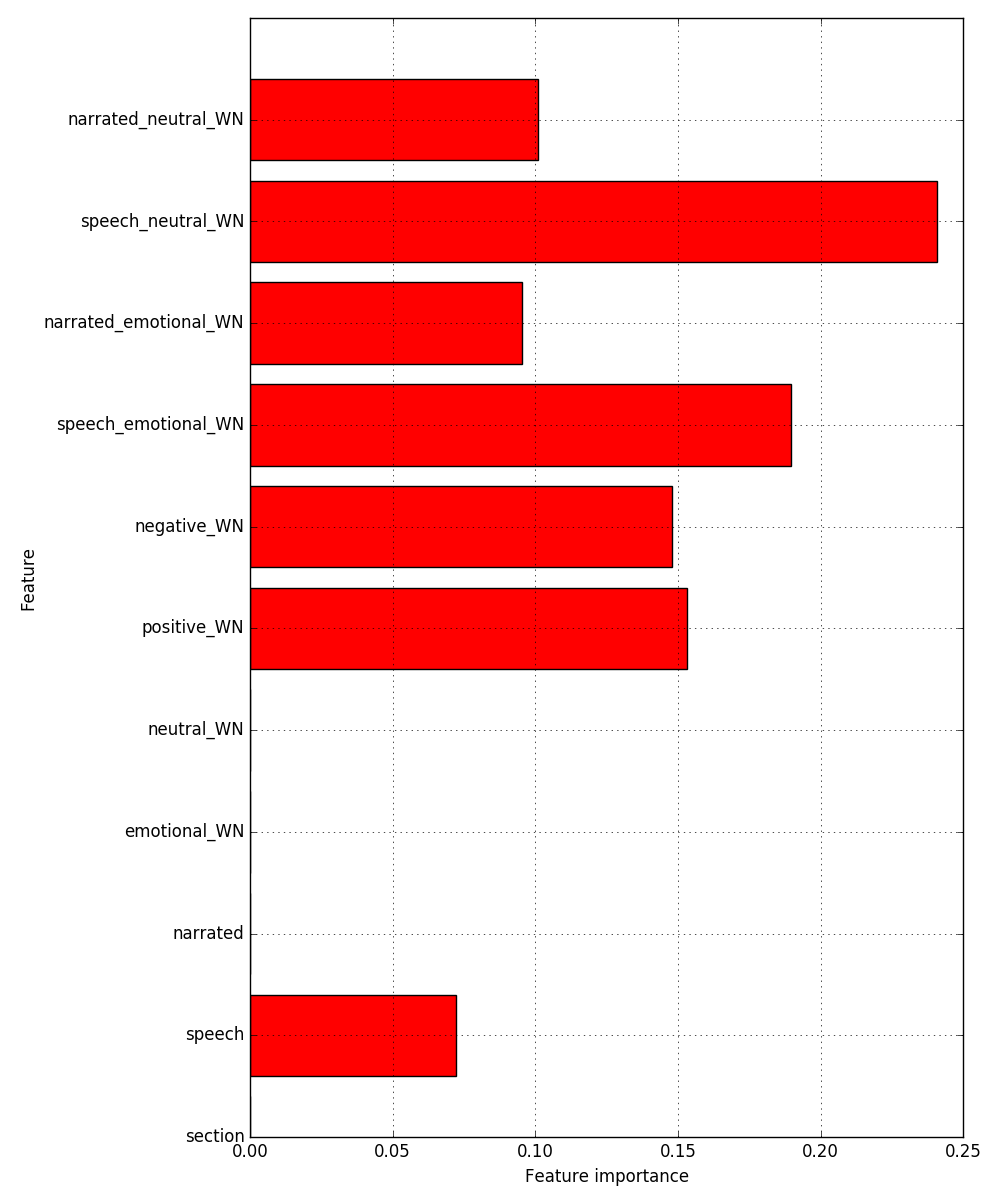 narrated_neutral_WN
speech_neutral_WN
narrated_emotional_WN
speech_emotional_WN
negative_WN
positive_WN
neutral_WN
emotional_WN
narrated
speech
section
Feature
0.00 0.05 0.10 0.15 0.20 0.25
Feature importance